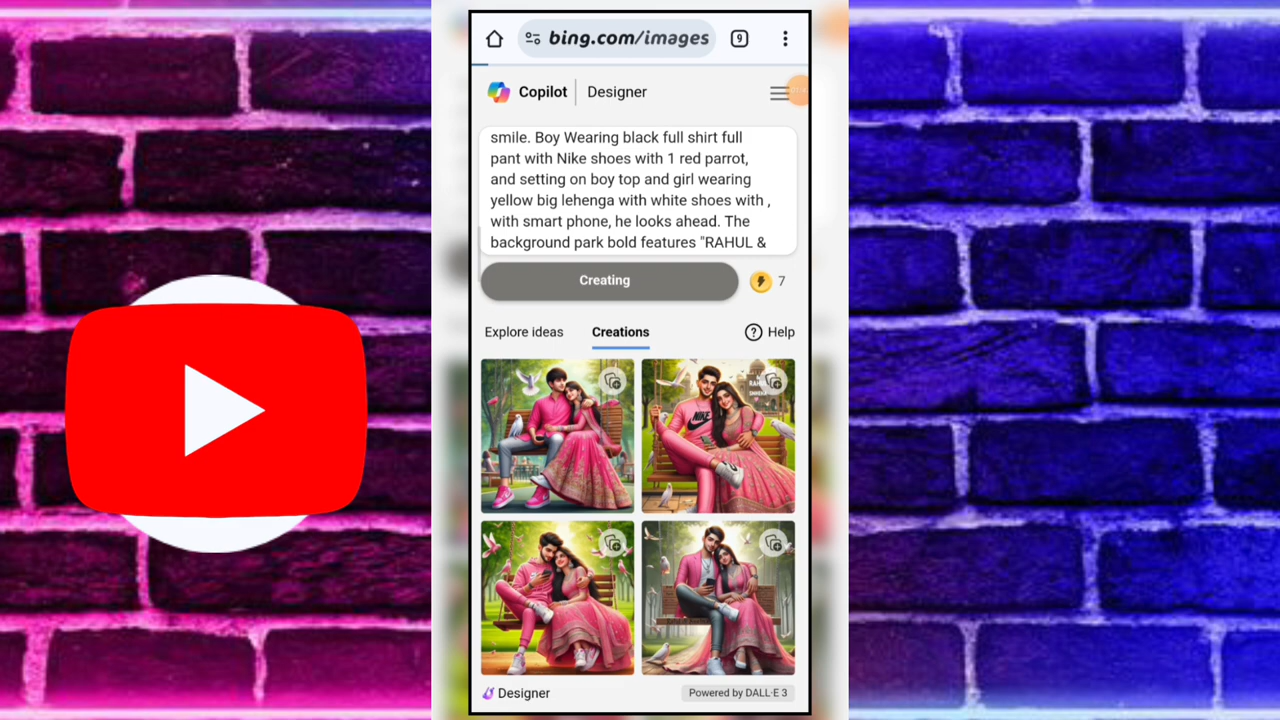 bing.com/images
9
Copilot
Designer
smile. Boy Wearing black full shirt full
pant with Nike shoes with 1 red parrot,
and setting on boy top and girl wearing
yellow big lehenga with white shoes with ,
with smart phone, he looks ahead. The
background park bold features "RAHUL &
Creating
7
Explore ideas
Creations
Help
NIKE
Designer
Powered by DALL·E 3